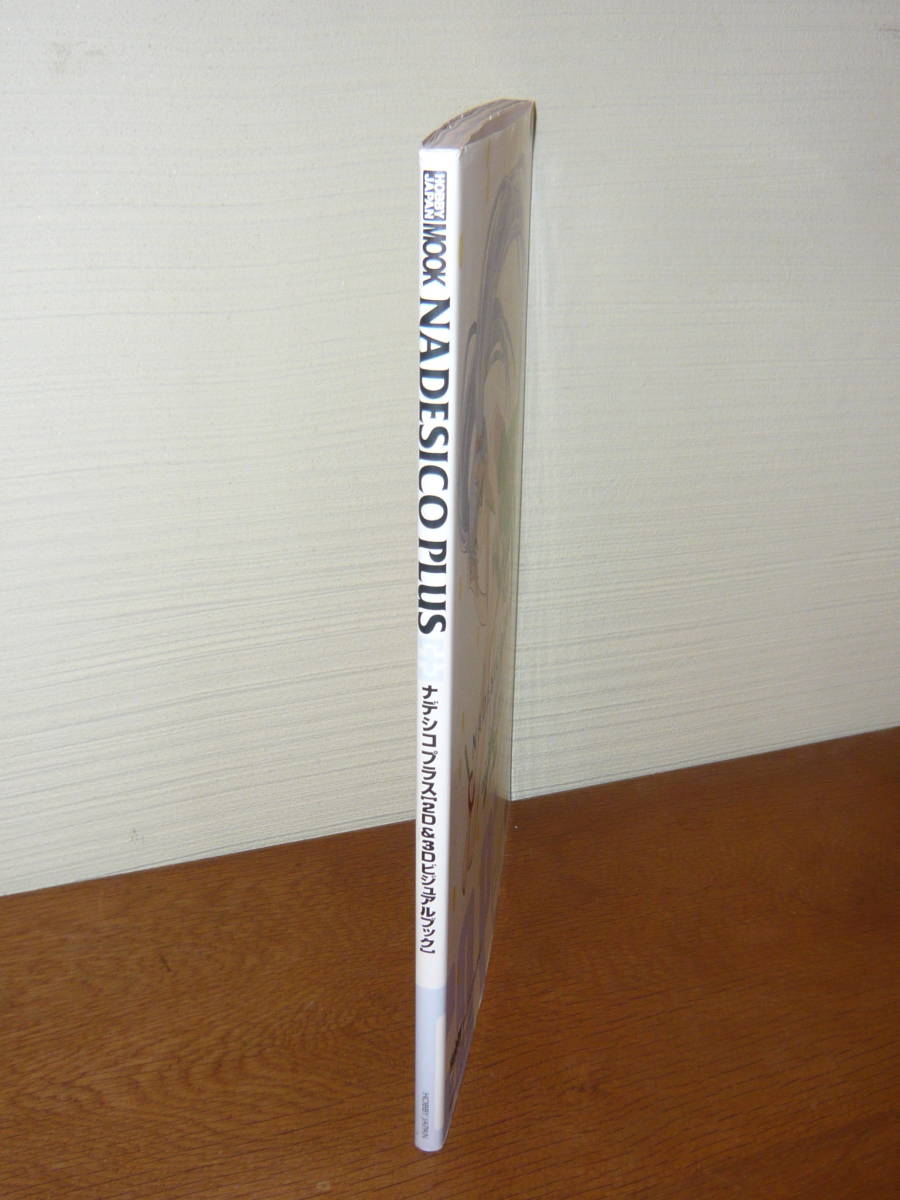 HOBBY
JAPAN
MOOK
NADESICO PLUS
ナデシコプラス【2D&3Dビジュアルブック】
HOBBY JAPAN